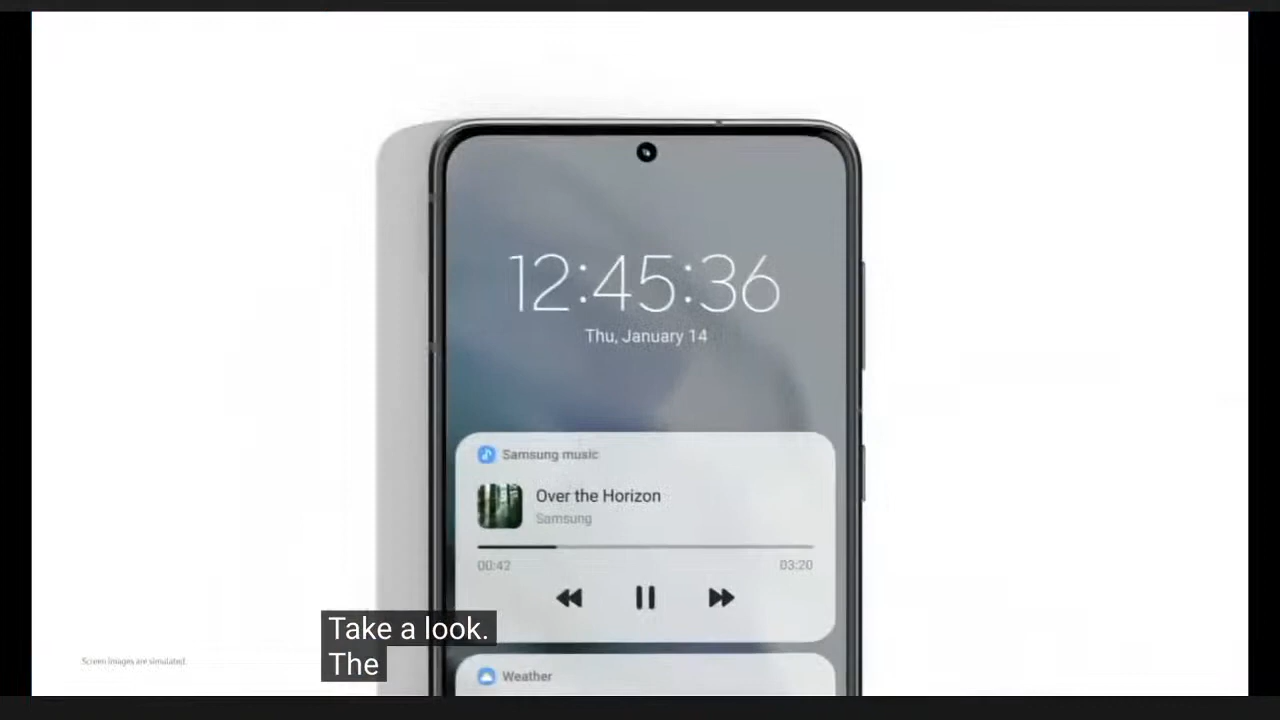 12:45:36
Thu, January 14
Samsung music
Over the Horizon
Samsung
00:42 03:20
Take a look.
The
Screen images are simulated.
Weather